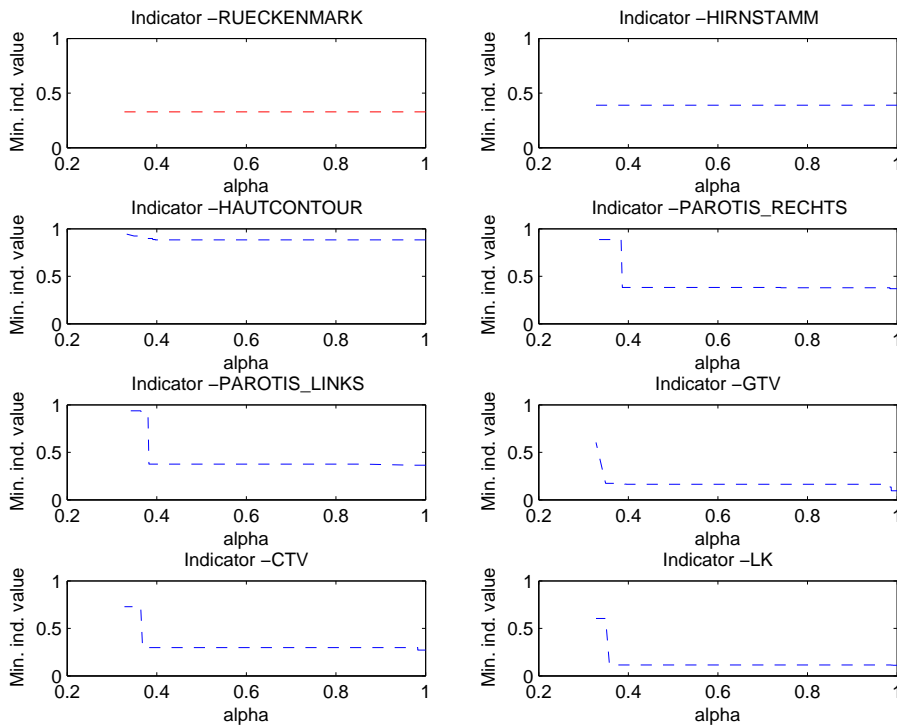 Indicator −RUECKENMARK
Min. ind. value
1
0.5
0
0.2 0.4 0.6 0.8 1
alpha
Indicator −HIRNSTAMM
Min. ind. value
1
0.5
0
0.2 0.4 0.6 0.8 1
alpha
Indicator −HAUTCONTOUR
Min. ind. value
1
0.5
0
0.2 0.4 0.6 0.8 1
alpha
Indicator −PAROTIS_RECHTS
Min. ind. value
1
0.5
0
0.2 0.4 0.6 0.8 1
alpha
Indicator −PAROTIS_LINKS
Min. ind. value
1
0.5
0
0.2 0.4 0.6 0.8 1
alpha
Indicator −GTV
Min. ind. value
1
0.5
0
0.2 0.4 0.6 0.8 1
alpha
Indicator −CTV
Min. ind. value
1
0.5
0
0.2 0.4 0.6 0.8 1
alpha
Indicator −LK
Min. ind. value
1
0.5
0
0.2 0.4 0.6 0.8 1
alpha